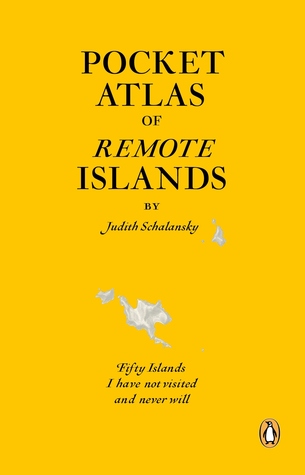 POCKET
ATLAS
OF
REMOTE
ISLANDS
BY
Judith Schalansky
Fifty Islands
I have not visited
and never will